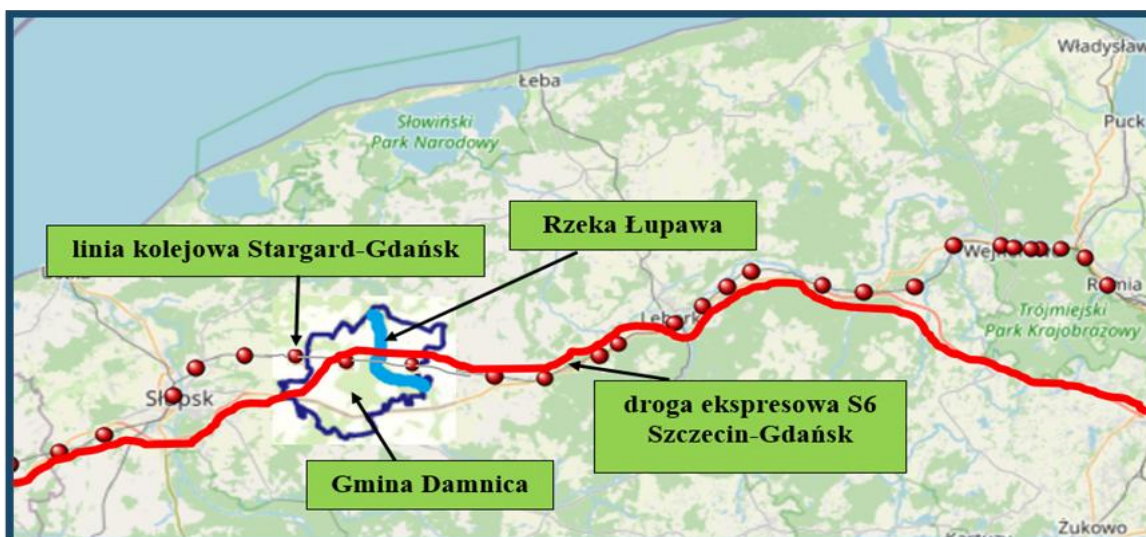 Władysław
Łeba
Puck
Słowiński
Park Narodowy
Rzeka Łupawa
linia kolejowa Stargard-Gdańsk
Wejherowo
Rumia
Trójmiejski
Park Krajobrazowy
Lębork
Słupsk
droga ekspresowa S6
Szczecin-Gdańsk
Gmina Damnica
Żukowo